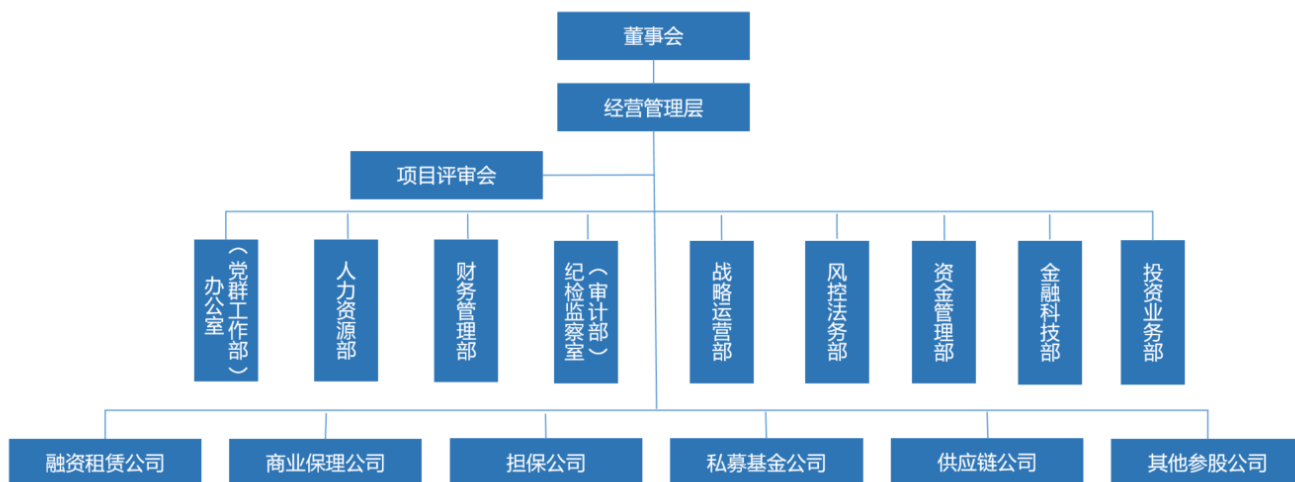 董事会
经营管理层
项目评审会
办公室
（党群工作部）
人力资源部
财务管理部
纪检监察室
（审计部）
战略运营部
风控法务部
资金管理部
金融科技部
投资业务部
融资租赁公司
商业保理公司
担保公司
私募基金公司
供应链公司
其他参股公司